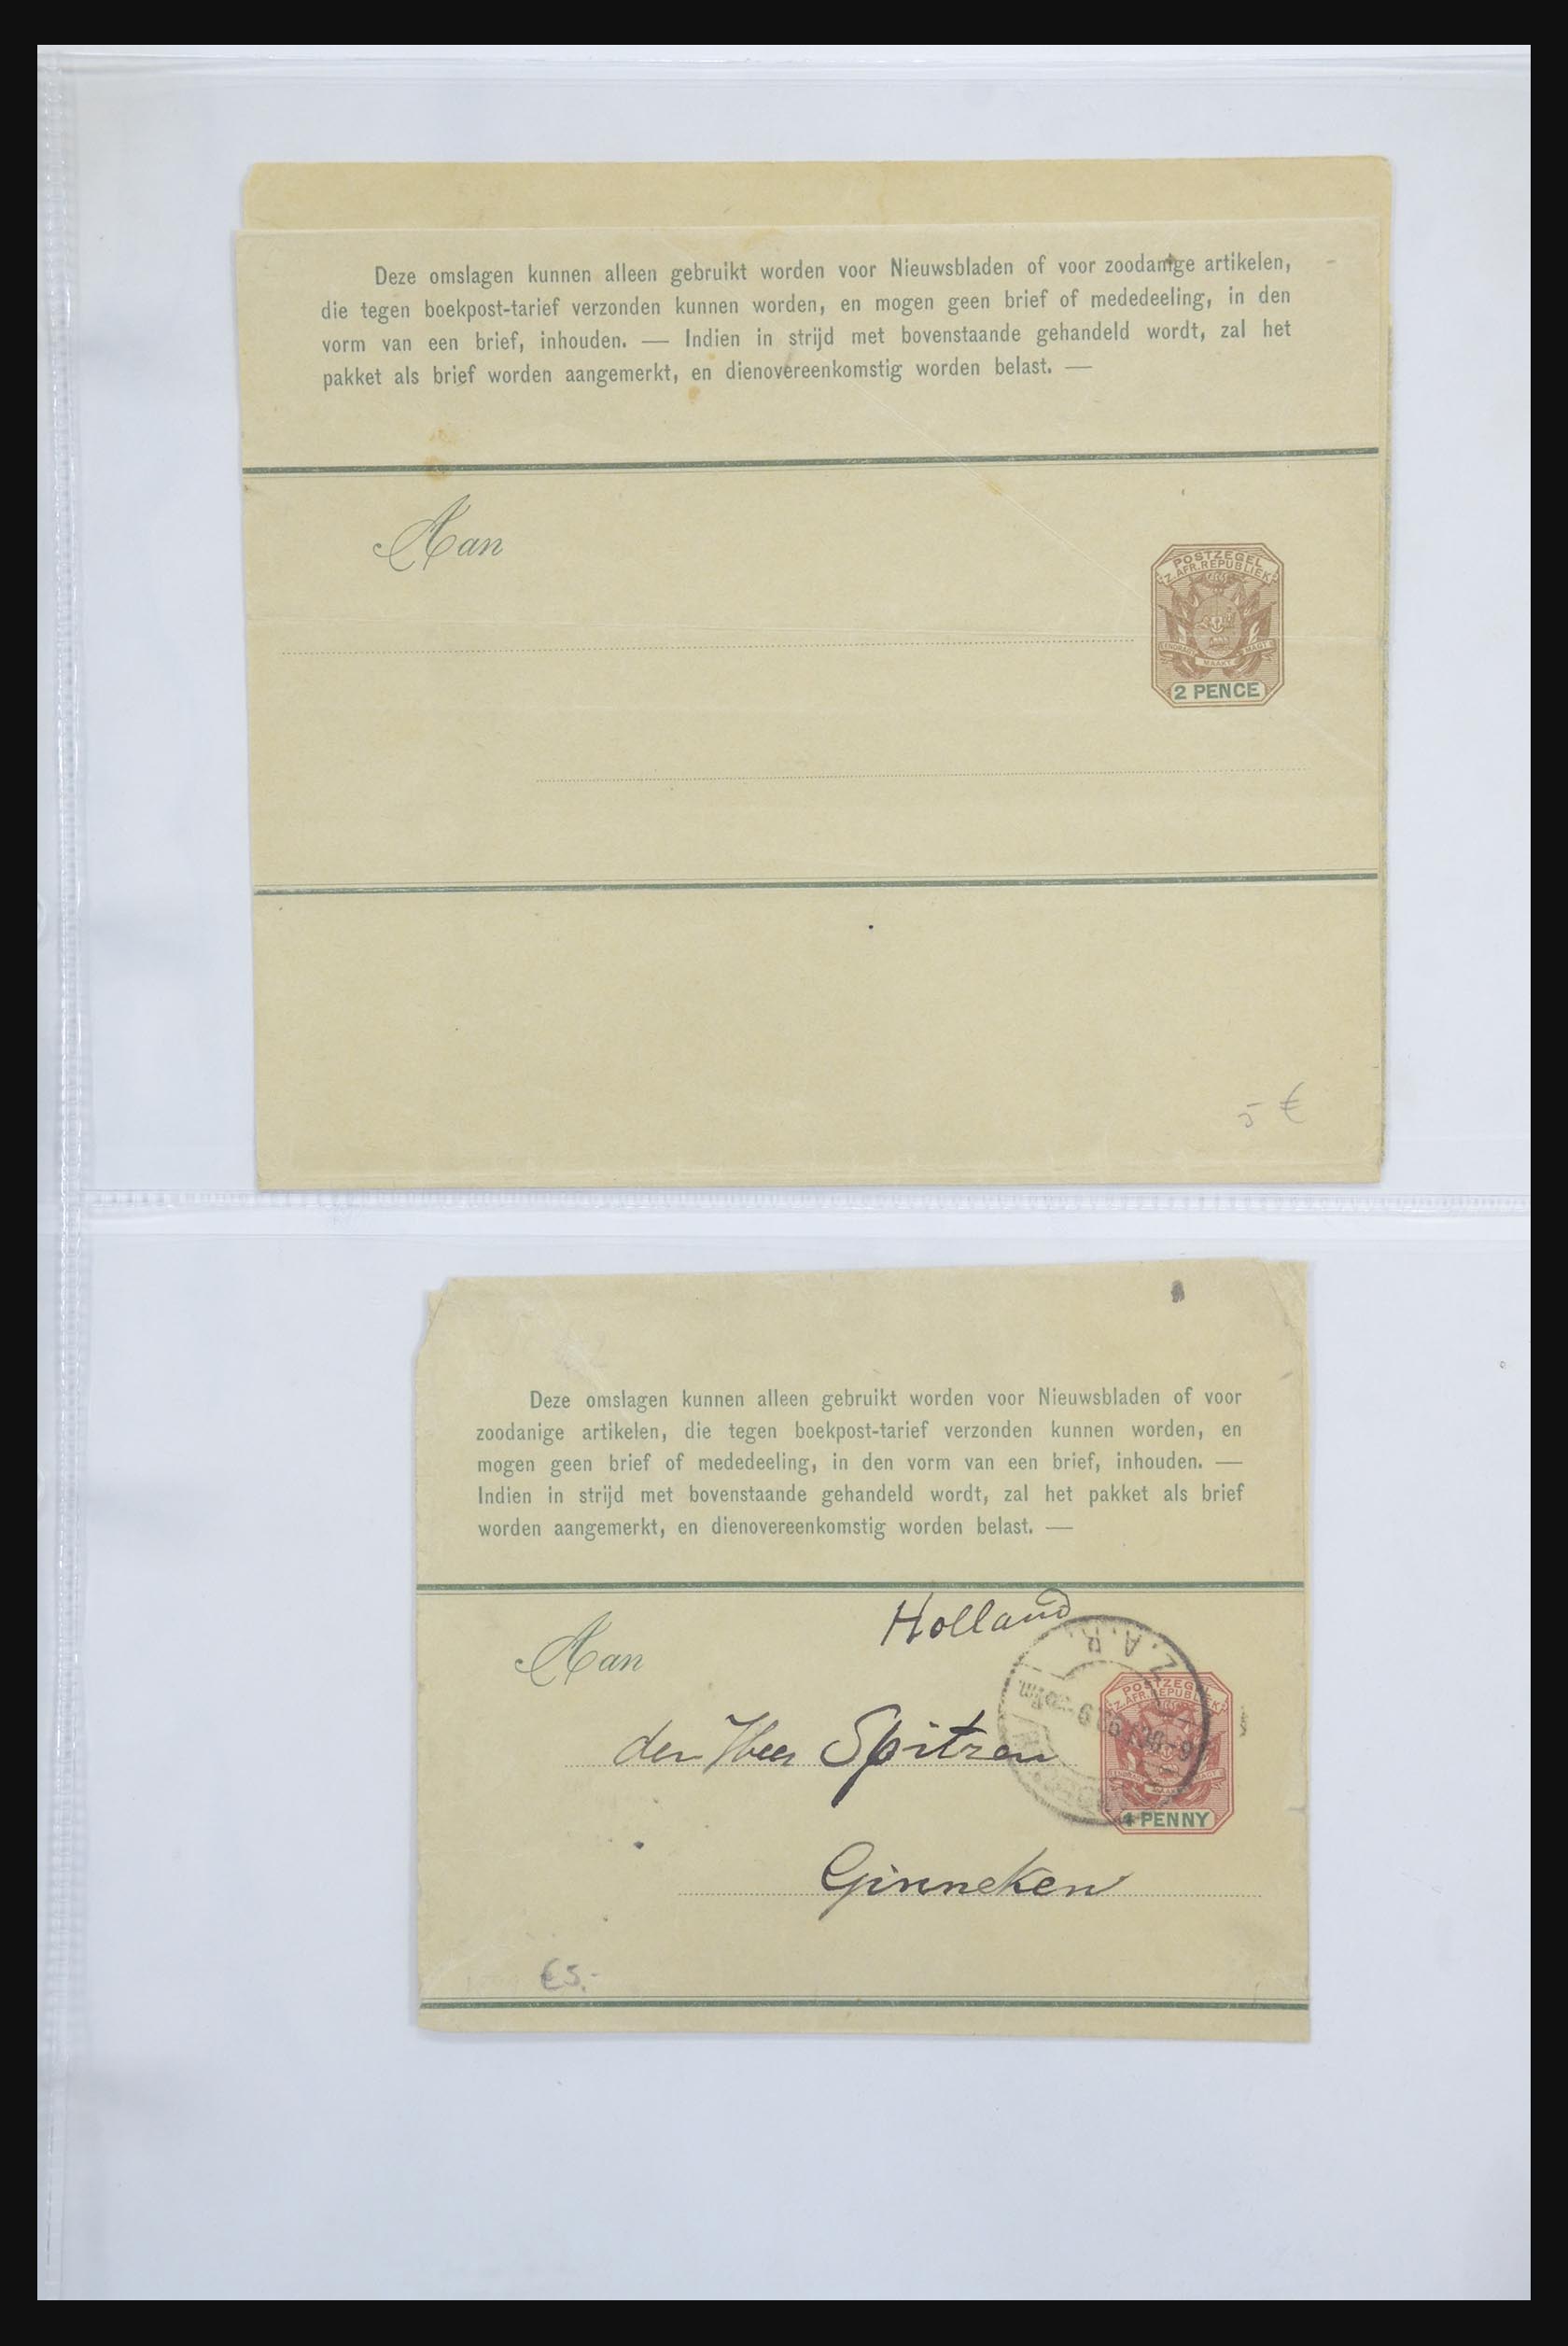 Deze omslagen kunnen alleen gebruikt worden voor Nieuwsbladen of voor zoodanige artikelen,
die tegen boekpost-tarief verzonden kunnen worden, en mogen geen brief of mededeeling, in den
vorm van een brief, inhouden. — Indien in strijd met bovenstaande gehandeld wordt, zal het
pakket als brief worden aangemerkt, en dienovereenkomstig worden belast. —
Aan
POSTZEGEL
Z. AFR. REPUBLIEK
EENDRAGT MAAKT MAGT
2 PENCE
5 €
Deze omslagen kunnen alleen gebruikt worden voor Nieuwsbladen of voor
zoodanige artikelen, die tegen boekpost-tarief verzonden kunnen worden, en
mogen geen brief of mededeeling, in den vorm van een brief, inhouden. —
Indien in strijd met bovenstaande gehandeld wordt, zal het pakket als brief
worden aangemerkt, en dienovereenkomstig worden belast. —
Holland
Aan
Z.A.R.
POSTZEGEL
Z. AFR. REPUBLIEK
den Heer Spitzen
PENNY
Ginneken
€5.-